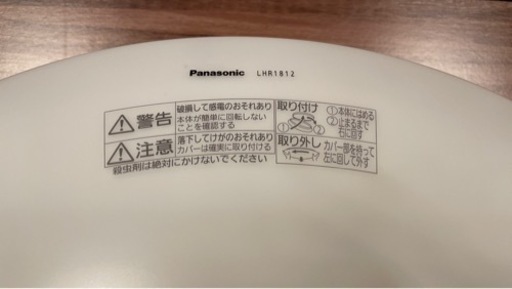 Panasonic LHR1812
警告
破損して感電のおそれあり
本体が簡単に回転しない
ことを確認する
注意
落下してけがのおそれあり
カバーは確実に取り付ける
殺虫剤は絶対にかけないでください
取り付け
①本体にはめる
②止まるまで
右に回す
① ②
取り外し
カバー部を持って
左に回して外す